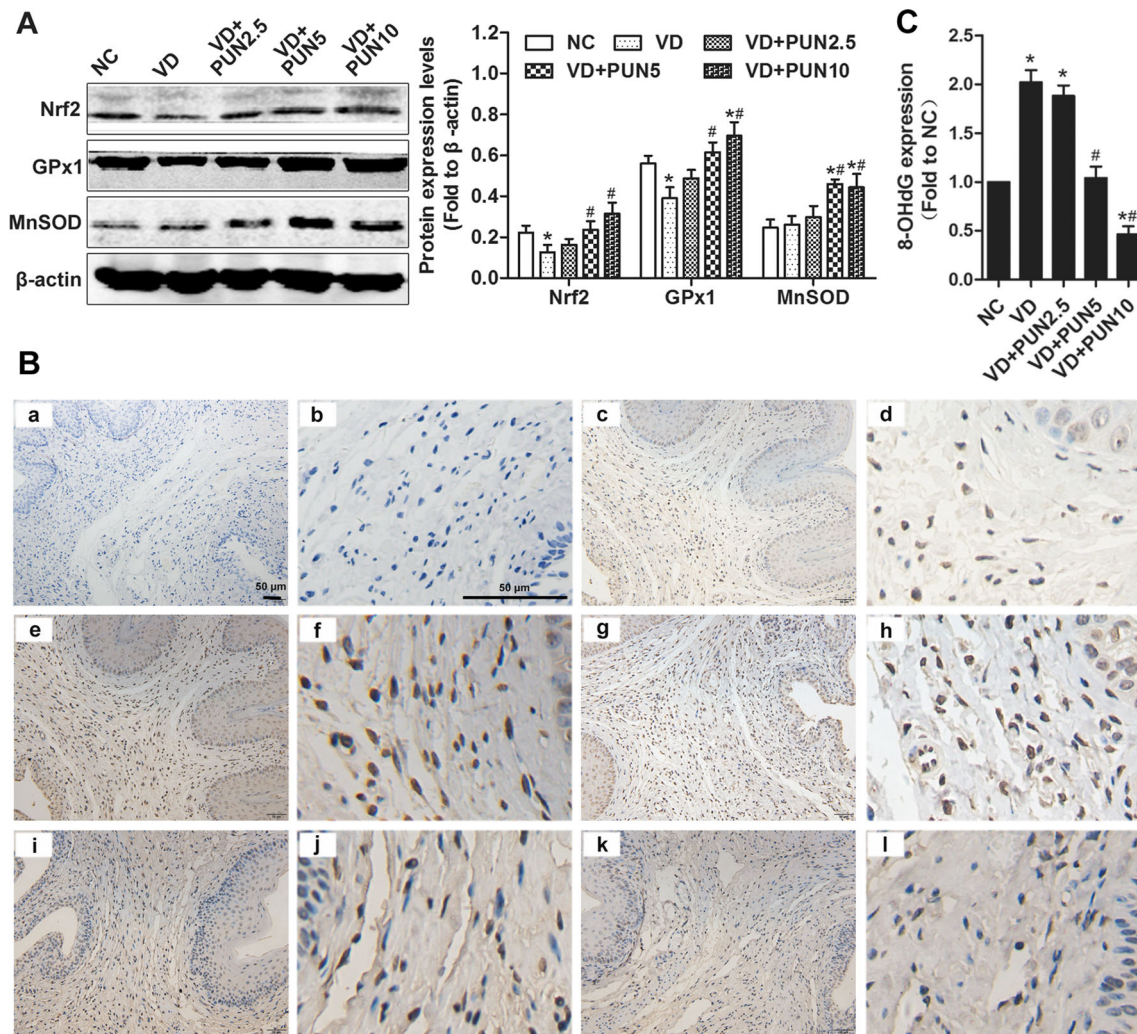 A
NC
VD
VD+
PUN2.5
VD+
PUN5
VD+
PUN10
Nrf2
GPx1
MnSOD
β-actin
Protein expression levels
(Fold to β -actin)
1.2
1.0
0.8
0.6
0.4
0.2
0.0
NC
VD
VD+PUN2.5
VD+PUN5
VD+PUN10
*
#
#
*
#
*#
*#
*#
Nrf2
GPx1
MnSOD
C
8-OHdG expression
(Fold to NC)
2.5
2.0
1.5
1.0
0.5
0.0
*
*
#
*#
NC
VD
VD+PUN2.5
VD+PUN5
VD+PUN10
B
a
50 μm
b
50 μm
c
d
e
f
g
h
i
j
k
l